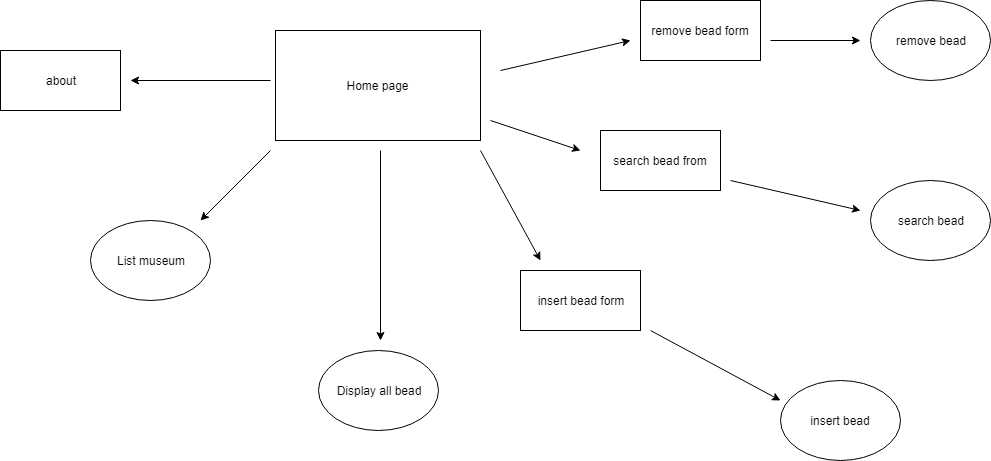 remove bead form
remove bead
about
Home page
search bead from
search bead
List museum
insert bead form
Display all bead
insert bead